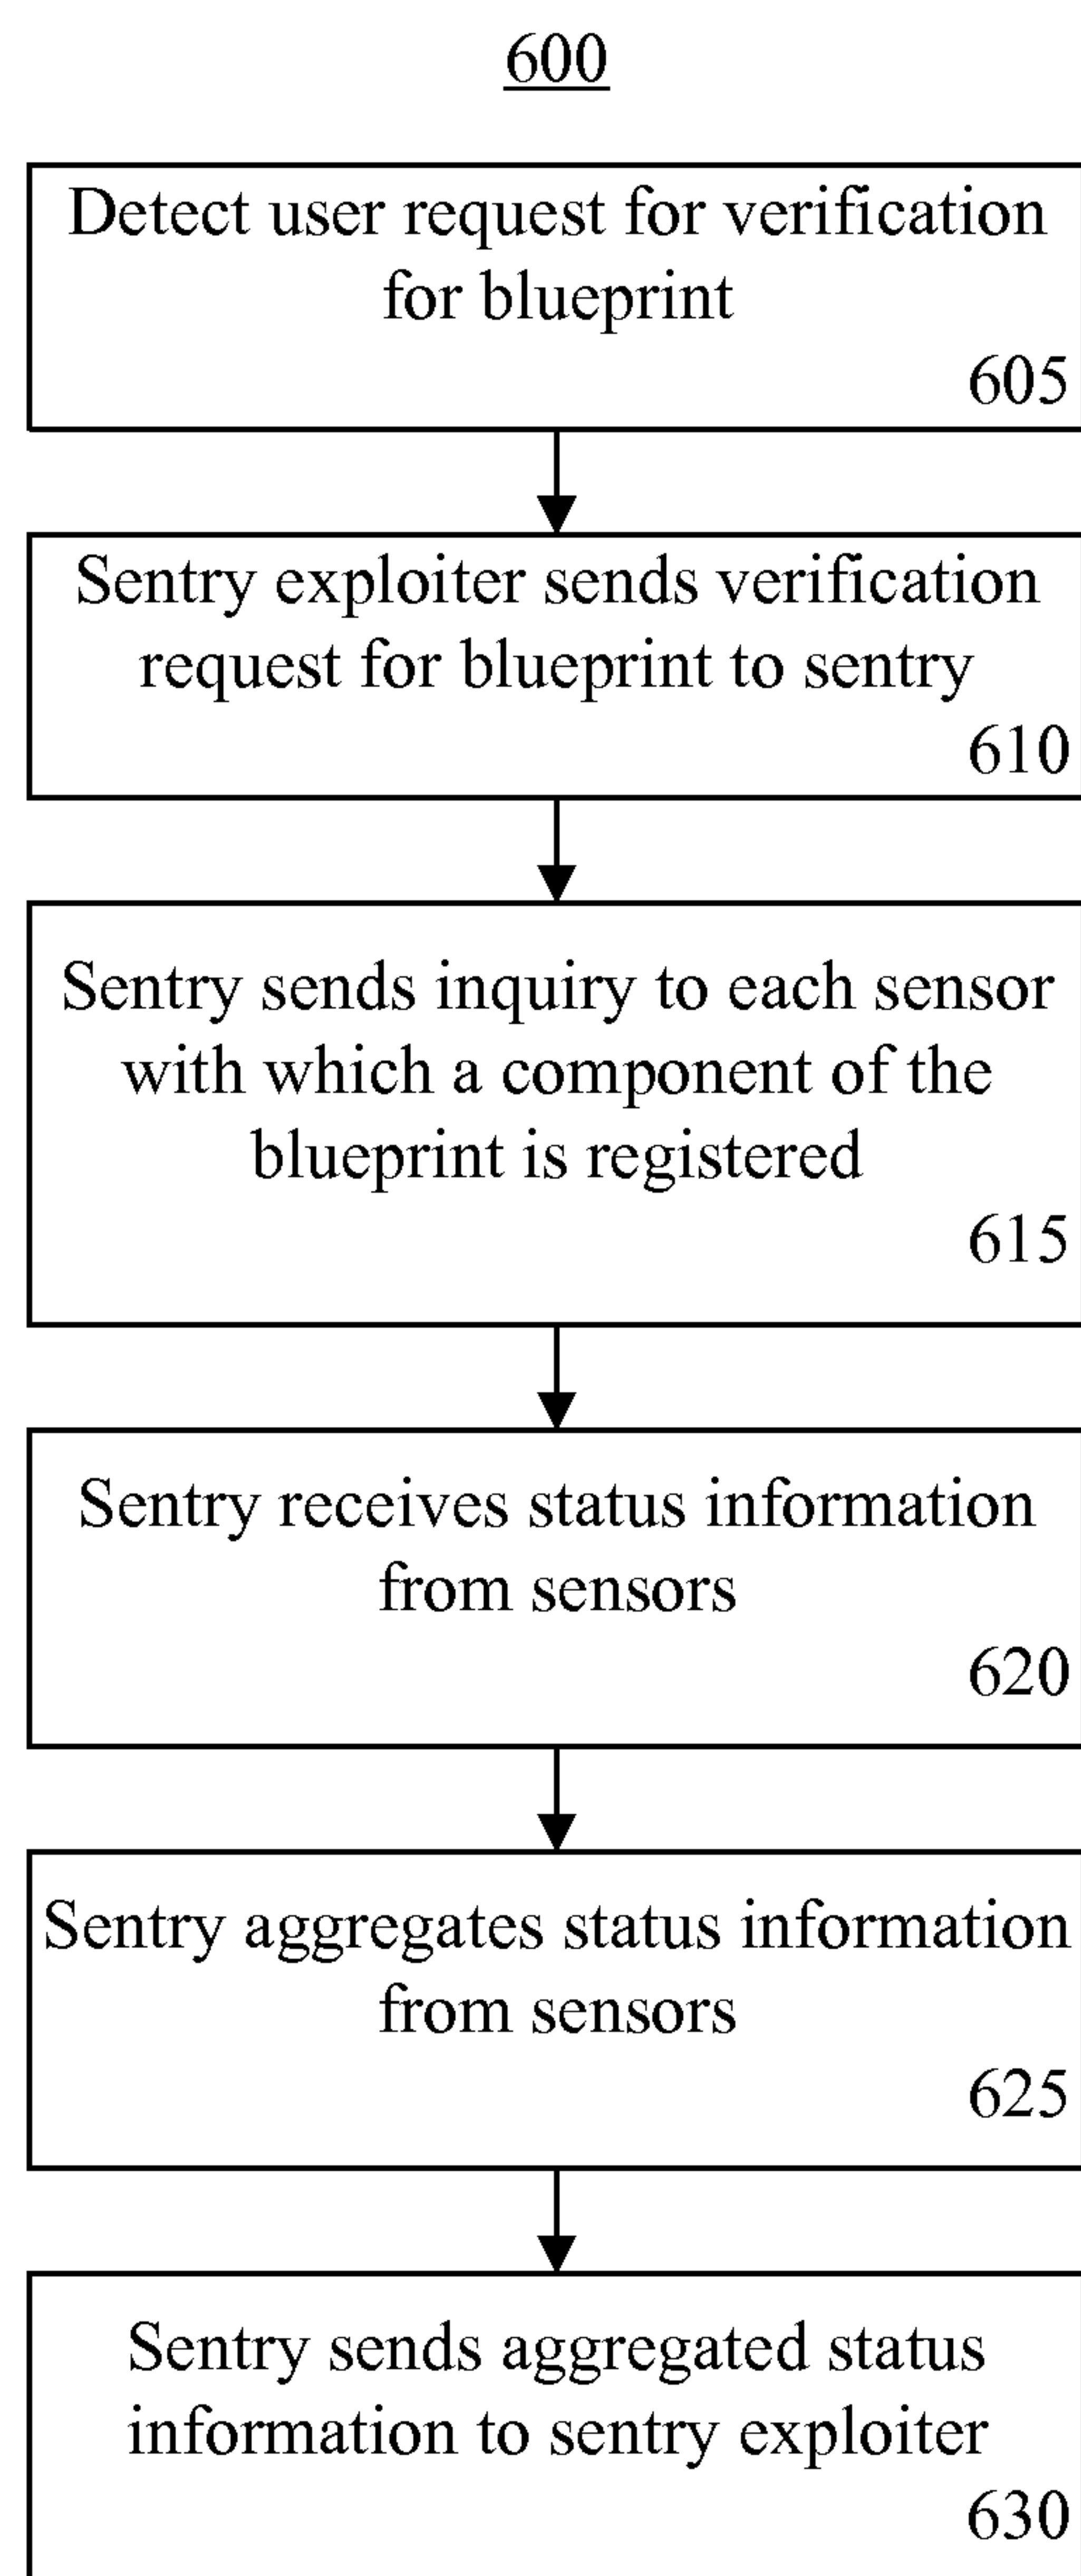 600
Detect user request for verification
for blueprint
605
Sentry exploiter sends verification
request for blueprint to sentry
610
Sentry sends inquiry to each sensor
with which a component of the
blueprint is registered
615
Sentry receives status information
from sensors
620
Sentry aggregates status information
from sensors
625
Sentry sends aggregated status
information to sentry exploiter
630